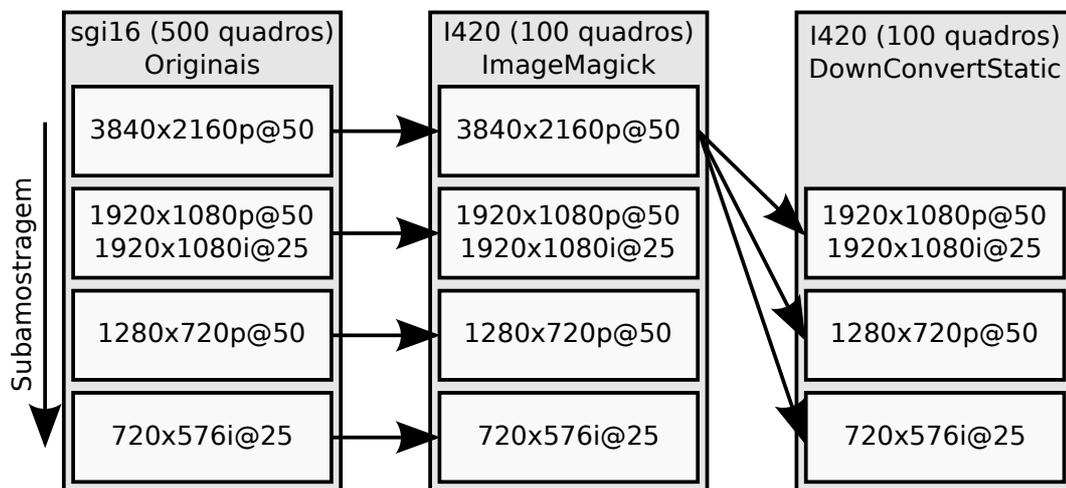 sgi16 (500 quadros)
Originais
3840x2160p@50
1920x1080p@50
1920x1080i@25
1280x720p@50
720x576i@25
Subamostragem
I420 (100 quadros)
ImageMagick
3840x2160p@50
1920x1080p@50
1920x1080i@25
1280x720p@50
720x576i@25
I420 (100 quadros)
DownConvertStatic
1920x1080p@50
1920x1080i@25
1280x720p@50
720x576i@25